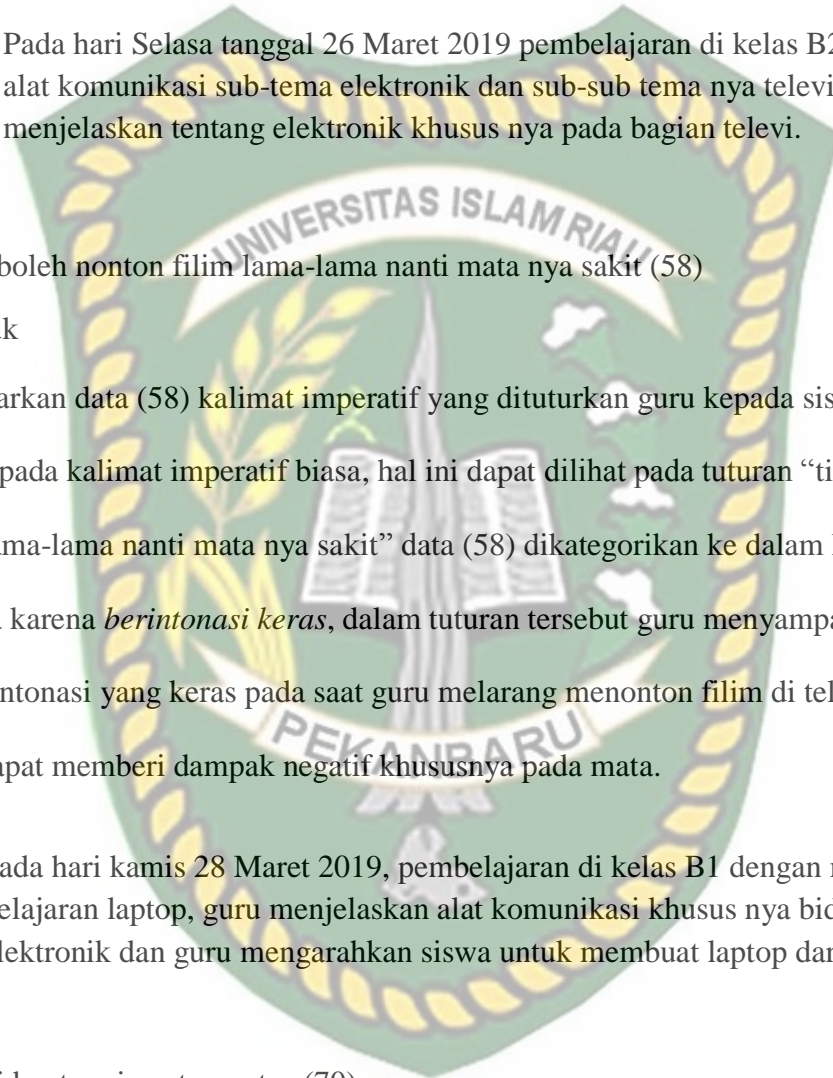 Pada hari Selasa tanggal 26 Maret 2019 pembelajaran di kelas B2
alat komunikasi sub-tema elektronik dan sub-sub tema nya televi
menjelaskan tentang elektronik khusus nya pada bagian televi.
UNIVERSITAS ISLAM RIAU
boleh nonton filim lama-lama nanti mata nya sakit (58)
arkan data (58) kalimat imperatif yang dituturkan guru kepada sis
pada kalimat imperatif biasa, hal ini dapat dilihat pada tuturan “ti
ama-lama nanti mata nya sakit” data (58) dikategorikan ke dalam
karena berintonasi keras, dalam tuturan tersebut guru menyampa
ntonasi yang keras pada saat guru melarang menonton filim di tel
apat memberi dampak negatif khususnya pada mata.
PEKANBARU
ada hari kamis 28 Maret 2019, pembelajaran di kelas B1 dengan
elajaran laptop, guru menjelaskan alat komunikasi khusus nya bid
lektronik dan guru mengarahkan siswa untuk membuat laptop dar
(70)